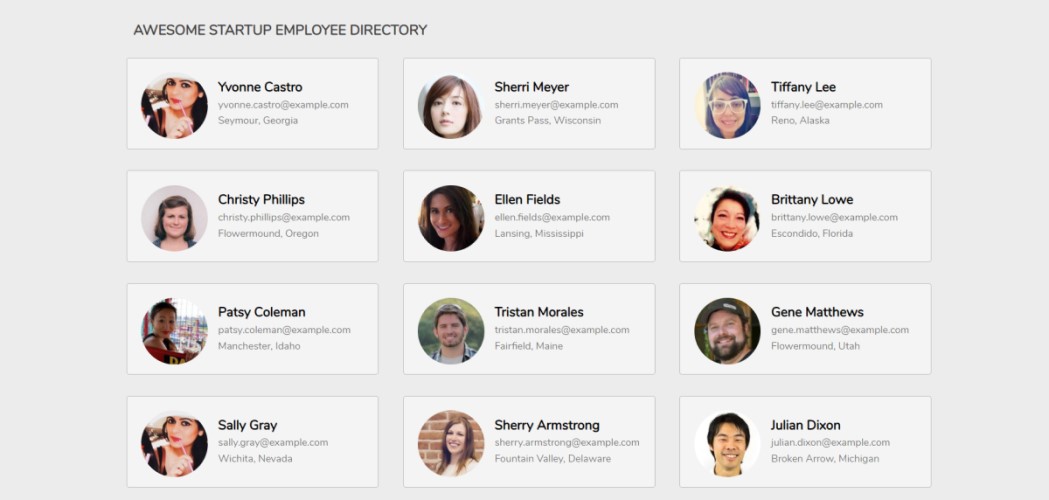 AWESOME STARTUP EMPLOYEE DIRECTORY
Yvonne Castro
yvonne.castro@example.com
Seymour, Georgia
Sherri Meyer
sherri.meyer@example.com
Grants Pass, Wisconsin
Tiffany Lee
tiffany.lee@example.com
Reno, Alaska
Christy Phillips
christy.phillips@example.com
Flowermound, Oregon
Ellen Fields
ellen.fields@example.com
Lansing, Mississippi
Brittany Lowe
brittany.lowe@example.com
Escondido, Florida
Patsy Coleman
patsy.coleman@example.com
Manchester, Idaho
Tristan Morales
tristan.morales@example.com
Fairfield, Maine
Gene Matthews
gene.matthews@example.com
Flowermound, Utah
Sally Gray
sally.gray@example.com
Wichita, Nevada
Sherry Armstrong
sherry.armstrong@example.com
Fountain Valley, Delaware
Julian Dixon
julian.dixon@example.com
Broken Arrow, Michigan